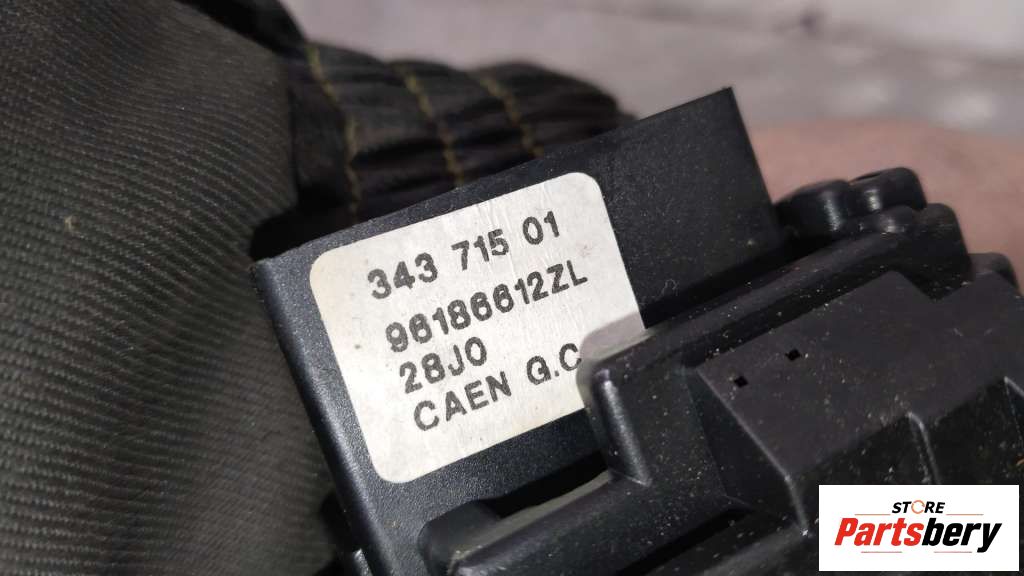 343 715 01
96186612ZL
28J0
CAEN Q.C
STORE
Partsbery